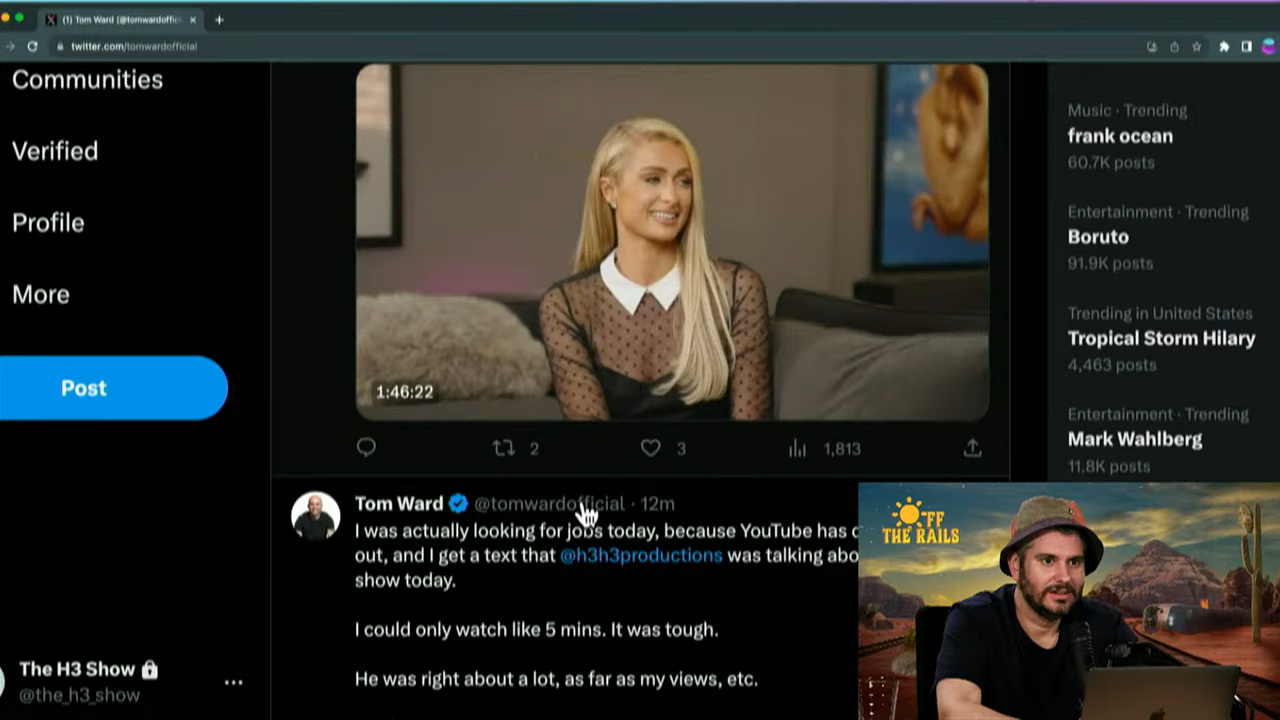 (1) Tom Ward (@tomwardoffici
twitter.com/tomwardofficial
Communities
Verified
Profile
More
Post
The H3 Show
@the_h3_show
1:46:22
2
3
1,813
Tom Ward @tomwardofficial · 12m
I was actually looking for jobs today, because YouTube has
out, and I get a text that @h3h3productions was talking abo
show today.
I could only watch like 5 mins. It was tough.
He was right about a lot, as far as my views, etc.
Music · Trending
frank ocean
60.7K posts
Entertainment · Trending
Boruto
91.9K posts
Trending in United States
Tropical Storm Hilary
4,463 posts
Entertainment · Trending
Mark Wahlberg
11.8K posts
OFF
THE RAILS